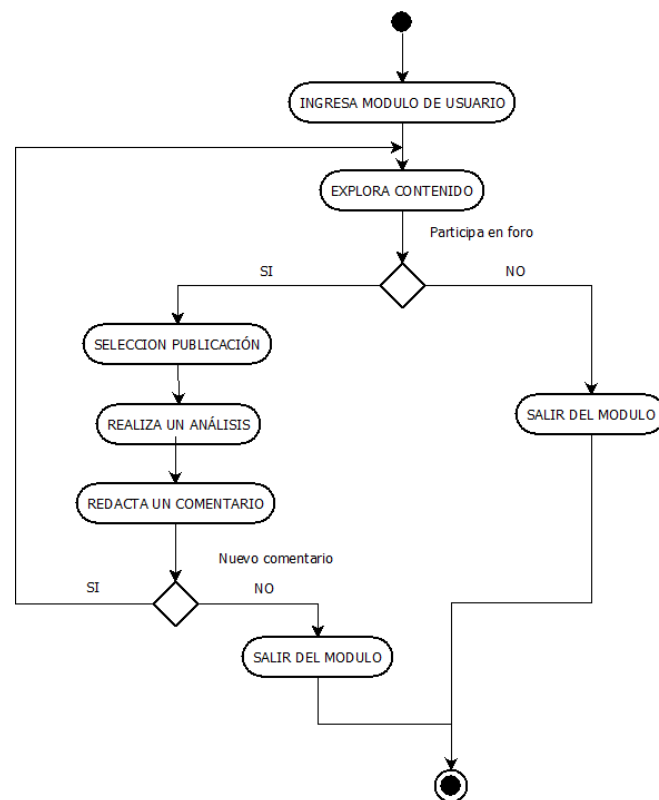 INGRESA MODULO DE USUARIO
EXPLORA CONTENIDO
Participa en foro
SI
NO
SELECCION PUBLICACIÓN
SALIR DEL MODULO
REALIZA UN ANÁLISIS
REDACTA UN COMENTARIO
Nuevo comentario
SI
NO
SALIR DEL MODULO